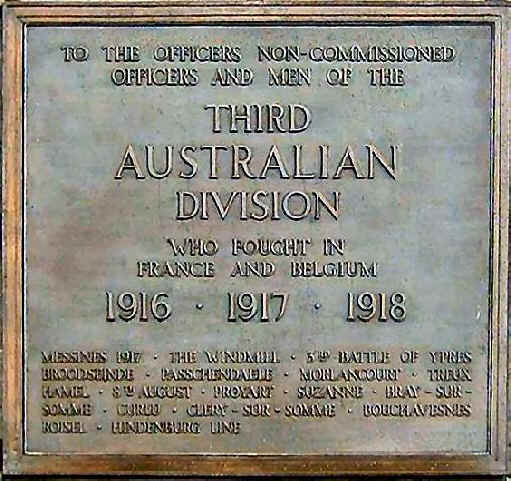 TO THE OFFICERS NON-COMMISSIONED
OFFICERS AND MEN OF THE
THIRD
AUSTRALIAN
DIVISION
WHO FOUGHT IN
FRANCE AND BELGIUM
1916 · 1917 · 1918
MESSINES 1917 · THE WINDMILL · 3RD BATTLE OF YPRES
BROODSEINDE · PASSCHENDAELE · MORLANCOURT · TREUX
HAMEL · 8TH AUGUST · PROYART · SUZANNE · BRAY-SUR-
SOMME · CURLU · CLERY-SUR-SOMME · BOUCHAVESNES
ROISEL · HINDENBURG LINE